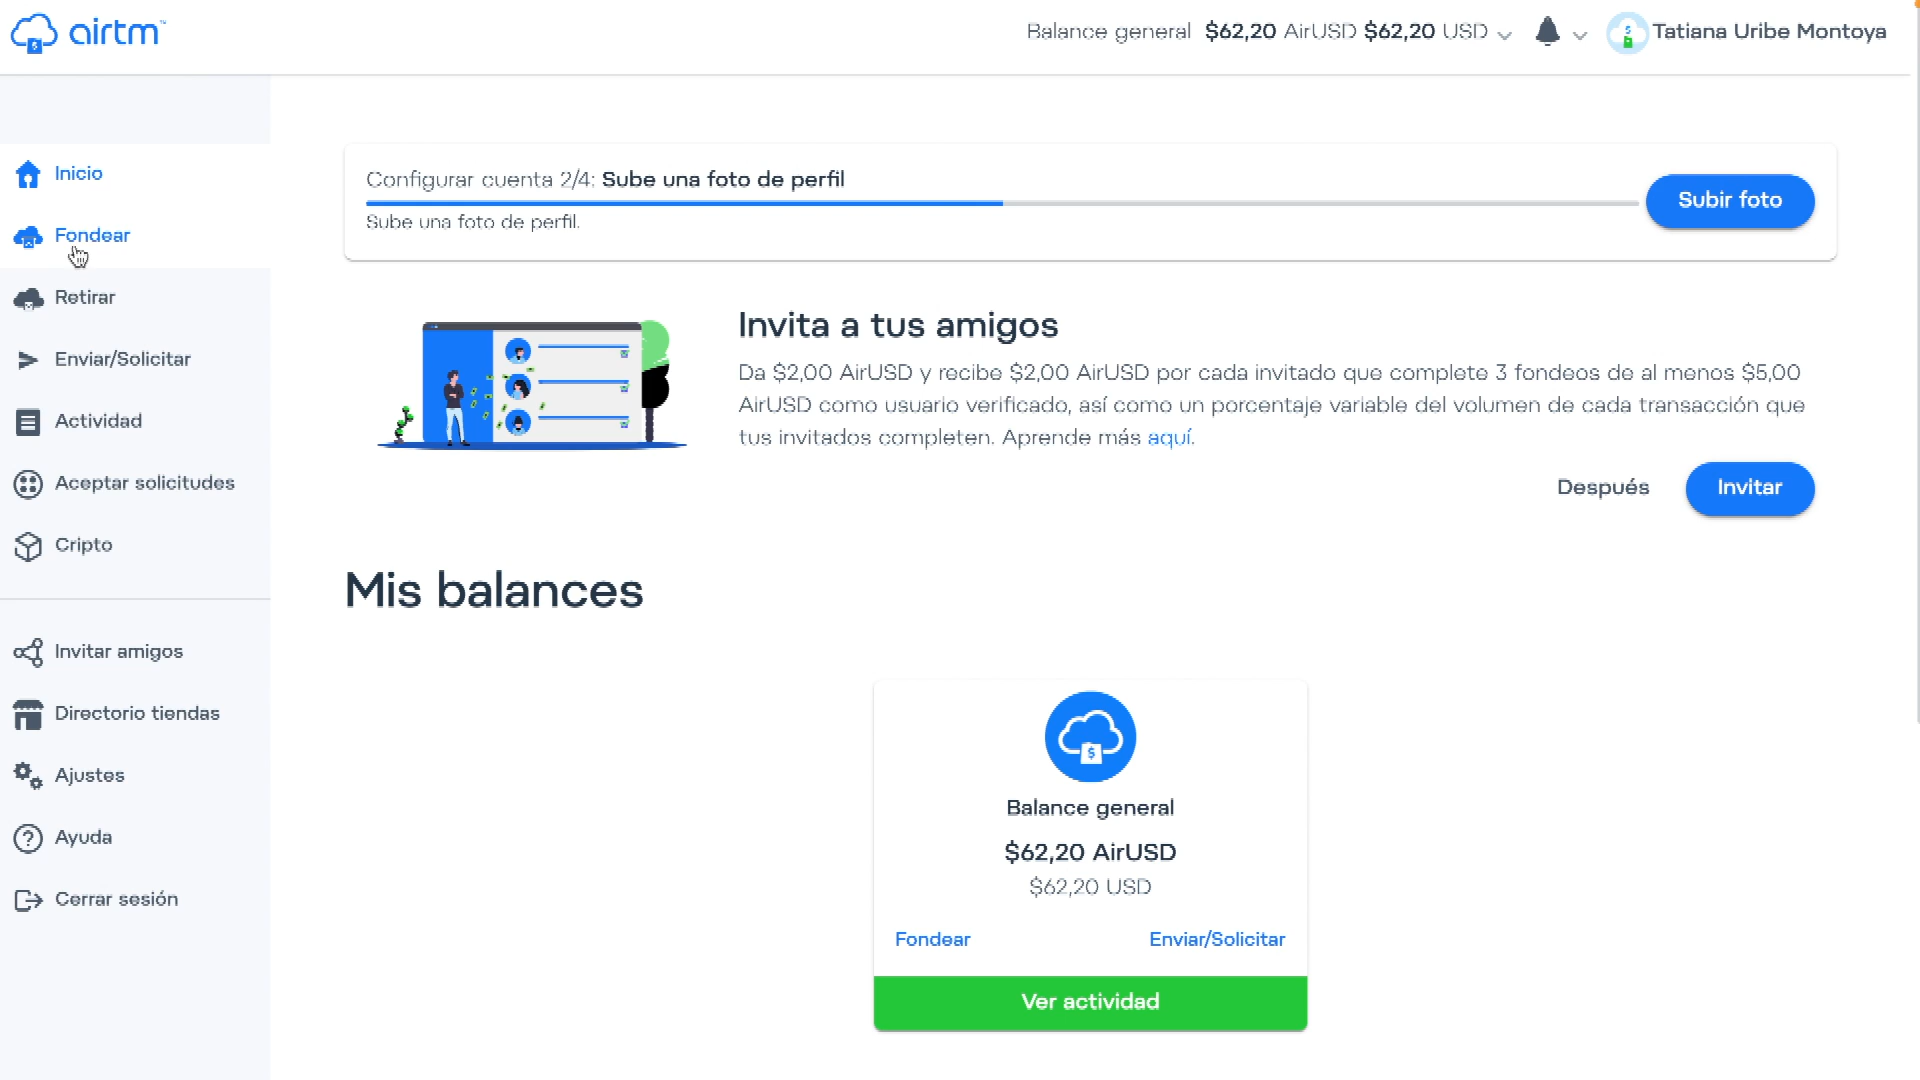 airtm
Balance general $62,20 AirUSD $62,20 USD
Tatiana Uribe Montoya
Inicio
Fondear
Retirar
Enviar/Solicitar
Actividad
Aceptar solicitudes
Cripto
Invitar amigos
Directorio tiendas
Ajustes
Ayuda
Cerrar sesión
Configurar cuenta 2/4: Sube una foto de perfil
Sube una foto de perfil.
Subir foto
Invita a tus amigos
Da $2,00 AirUSD y recibe $2,00 AirUSD por cada invitado que complete 3 fondeos de al menos $5,00
AirUSD como usuario verificado, así como un porcentaje variable del volumen de cada transacción que
tus invitados completen. Aprende más aquí.
Después
Invitar
Mis balances
Balance general
$62,20 AirUSD
$62,20 USD
Fondear
Enviar/Solicitar
Ver actividad